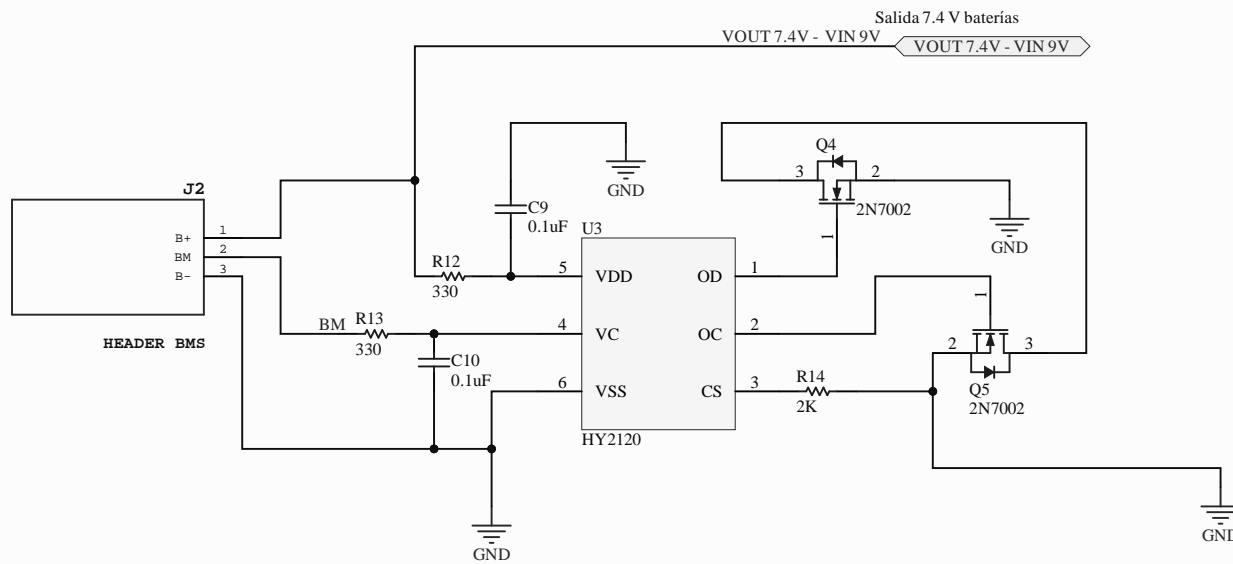 Salida 7.4 V baterías
VOUT 7.4V - VIN 9V
VOUT 7.4V - VIN 9V
Q4
3
2
2N7002
1
GND
GND
J2
B+
1
BM
2
B-
3
HEADER BMS
C9
0.1uF
U3
R12
330
5
VDD
OD
1
BM
R13
330
4
VC
OC
2
1
C10
0.1uF
6
VSS
CS
3
R14
2K
2
3
Q5
2N7002
HY2120
GND
GND